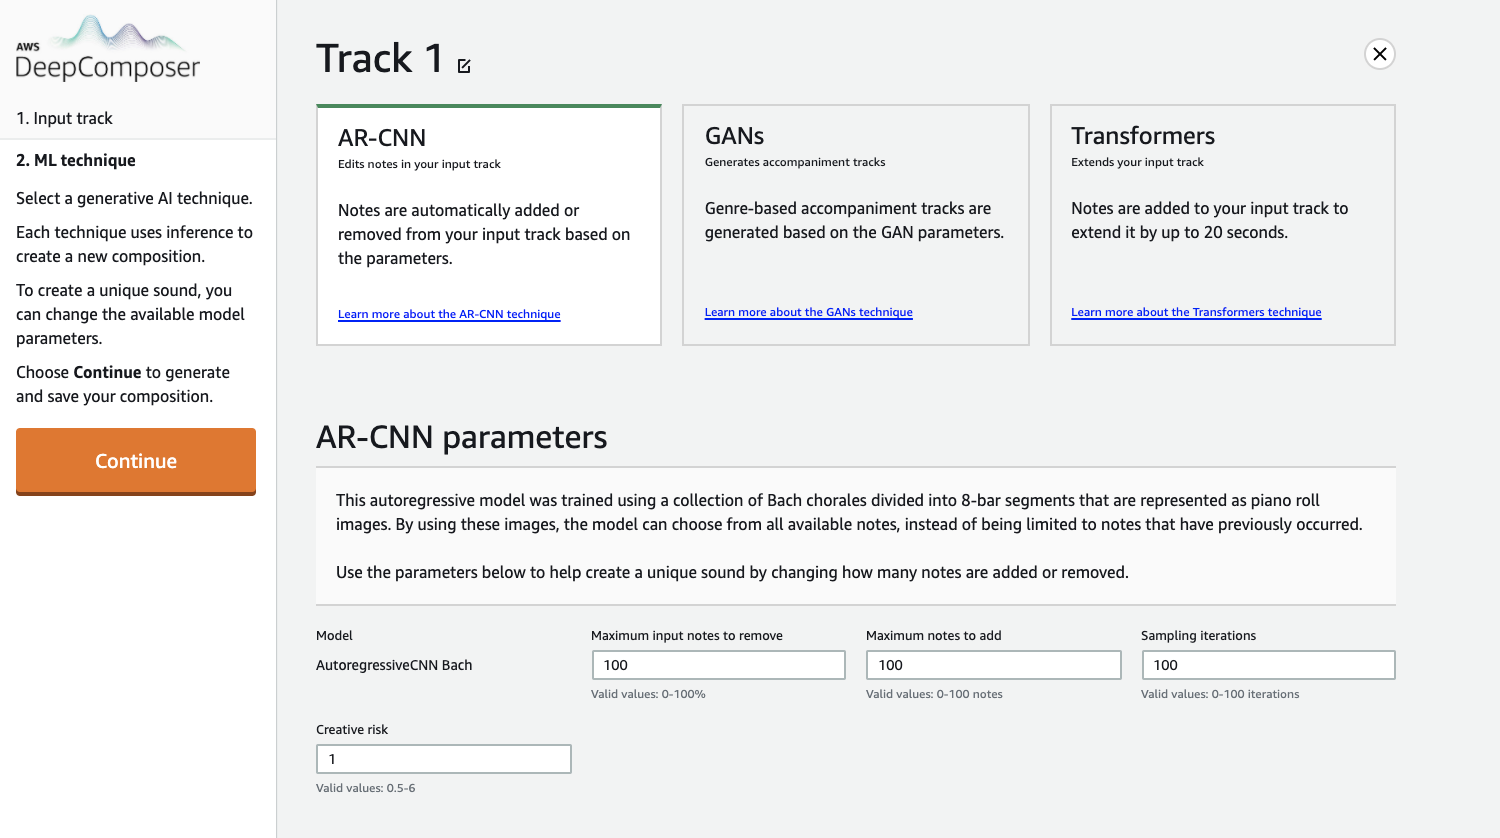 AWS
DeepComposer
1. Input track
2. ML technique
Select a generative AI technique.
Each technique uses inference to
create a new composition.
To create a unique sound, you
can change the available model
parameters.
Choose Continue to generate
and save your composition.
Continue
Track 1
AR-CNN
Edits notes in your input track
Notes are automatically added or
removed from your input track based on
the parameters.
Learn more about the AR-CNN technique
GANs
Generates accompaniment tracks
Genre-based accompaniment tracks are
generated based on the GAN parameters.
Learn more about the GANs technique
Transformers
Extends your input track
Notes are added to your input track to
extend it by up to 20 seconds.
Learn more about the Transformers technique
AR-CNN parameters
This autoregressive model was trained using a collection of Bach chorales divided into 8-bar segments that are represented as piano roll
images. By using these images, the model can choose from all available notes, instead of being limited to notes that have previously occurred.
Use the parameters below to help create a unique sound by changing how many notes are added or removed.
Model
AutoregressiveCNN Bach
Maximum input notes to remove
100
Valid values: 0-100%
Maximum notes to add
100
Valid values: 0-100 notes
Sampling iterations
100
Valid values: 0-100 iterations
Creative risk
1
Valid values: 0.5-6